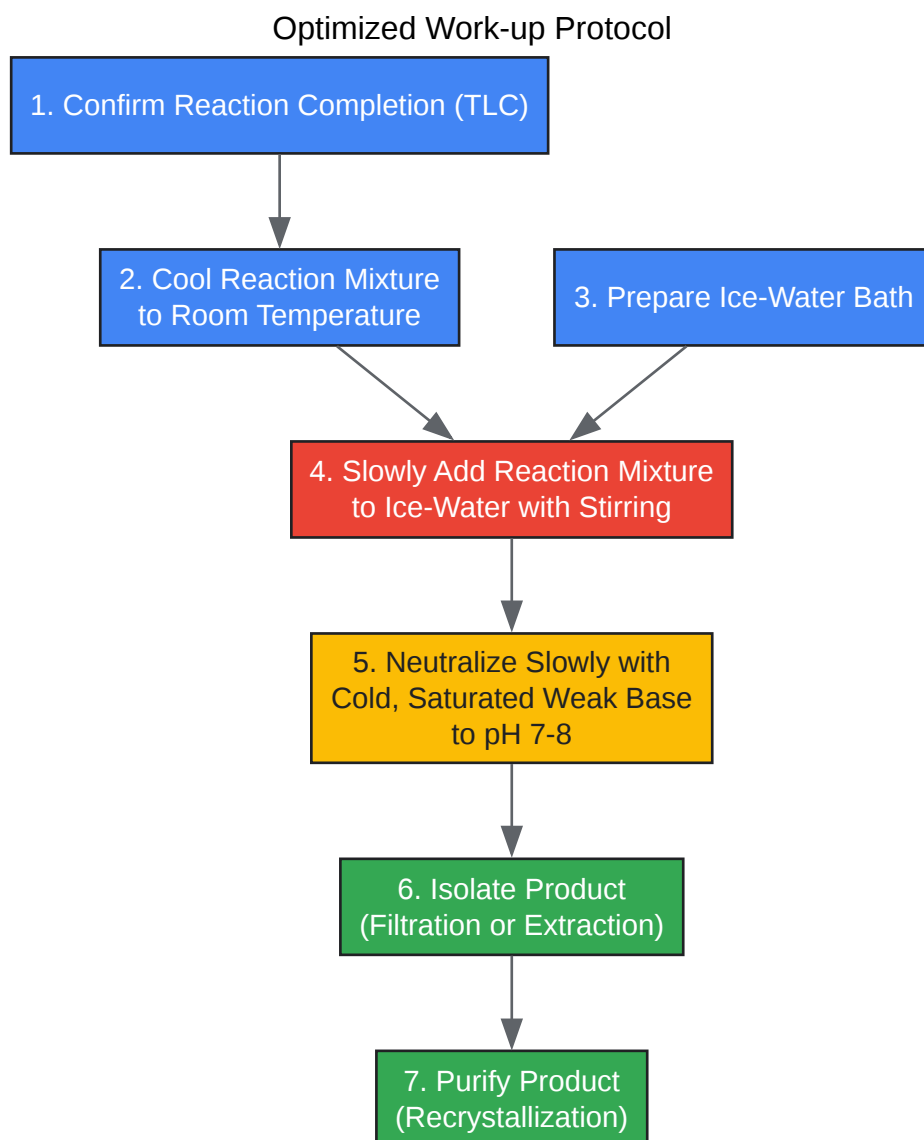 Optimized Work-up Protocol
1. Confirm Reaction Completion (TLC)
2. Cool Reaction Mixture
to Room Temperature
3. Prepare Ice-Water Bath
4. Slowly Add Reaction Mixture
to Ice-Water with Stirring
5. Neutralize Slowly with
Cold, Saturated Weak Base
to pH 7-8
6. Isolate Product
(Filtration or Extraction)
7. Purify Product
(Recrystallization)